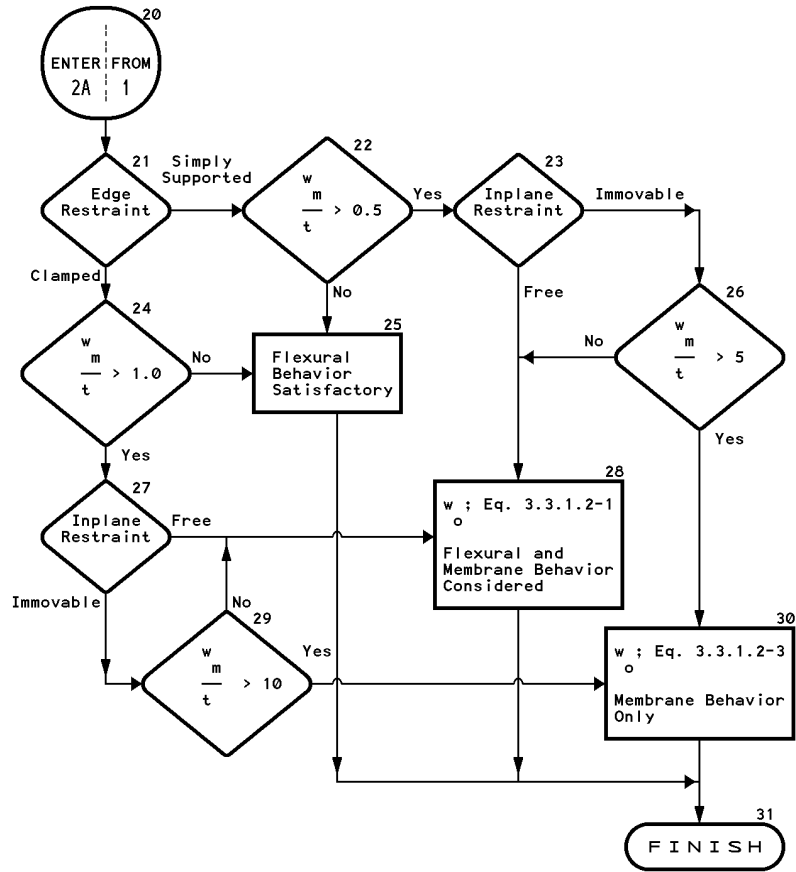 20
ENTER FROM
2A 1
21
Edge
Restraint
Simply
Supported
22
w
m
t
> 0.5
Yes
23
Inplane
Restraint
Immovable
Clamped
No
Free
24
w
m
t
> 1.0
No
25
Flexural
Behavior
Satisfactory
26
w
m
t
> 5
No
Yes
Yes
27
Inplane
Restraint
Free
Immovable
28
w ; Eq. 3.3.1.2-1
o
Flexural and
Membrane Behavior
Considered
No
29
w
m
t
> 10
Yes
30
w ; Eq. 3.3.1.2-3
o
Membrane Behavior
Only
31
FINISH